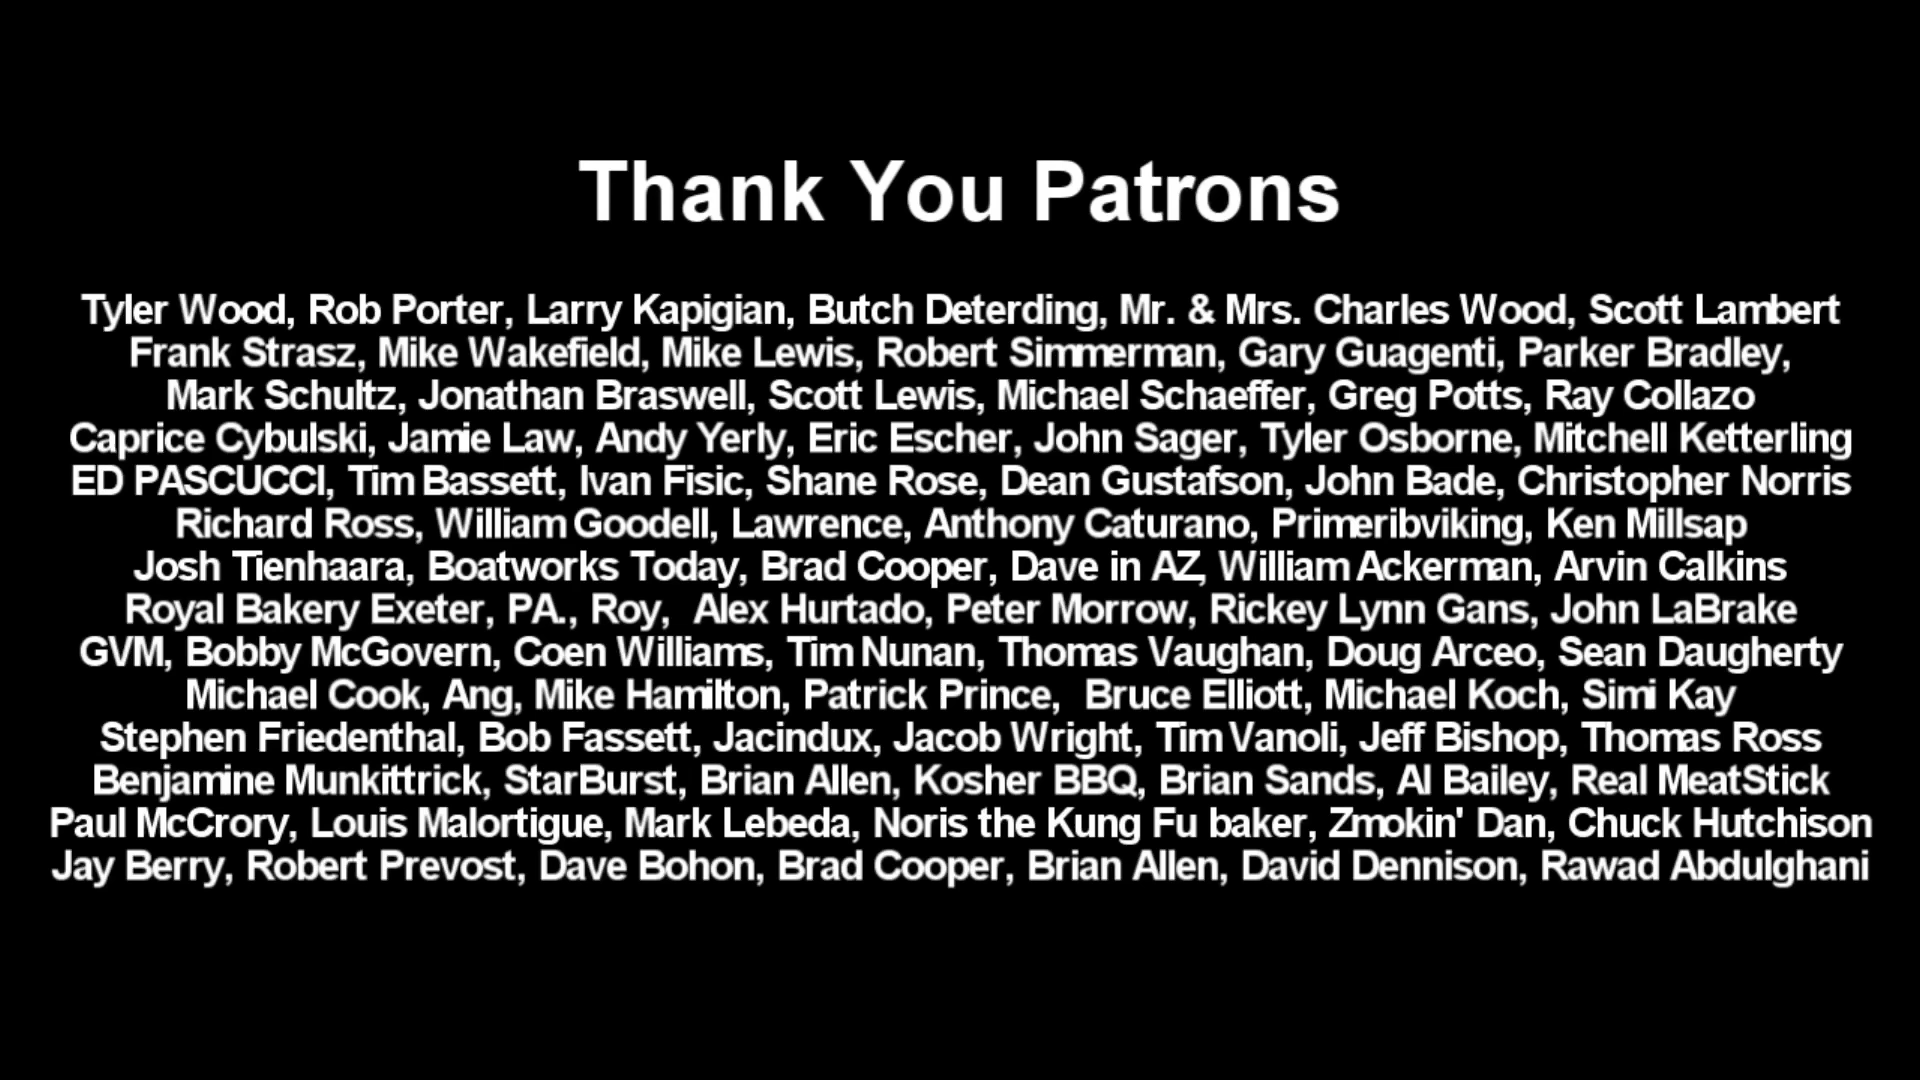 Thank You Patrons
Tyler Wood, Rob Porter, Larry Kapigian, Butch Deterding, Mr. & Mrs. Charles Wood, Scott Lambert
Frank Strasz, Mike Wakefield, Mike Lewis, Robert Simmerman, Gary Guagenti, Parker Bradley,
Mark Schultz, Jonathan Braswell, Scott Lewis, Michael Schaeffer, Greg Potts, Ray Collazo
Caprice Cybulski, Jamie Law, Andy Yerly, Eric Escher, John Sager, Tyler Osborne, Mitchell Ketterling
ED PASCUCCI, Tim Bassett, Ivan Fisic, Shane Rose, Dean Gustafson, John Bade, Christopher Norris
Richard Ross, William Goodell, Lawrence, Anthony Caturano, Primeribviking, Ken Millsap
Josh Tienhaara, Boatworks Today, Brad Cooper, Dave in AZ, William Ackerman, Arvin Calkins
Royal Bakery Exeter, PA., Roy,  Alex Hurtado, Peter Morrow, Rickey Lynn Gans, John LaBrake
GVM, Bobby McGovern, Coen Williams, Tim Nunan, Thomas Vaughan, Doug Arceo, Sean Daugherty
Michael Cook, Ang, Mike Hamilton, Patrick Prince,  Bruce Elliott, Michael Koch, Simi Kay
Stephen Friedenthal, Bob Fassett, Jacindux, Jacob Wright, Tim Vanoli, Jeff Bishop, Thomas Ross
Benjamine Munkittrick, StarBurst, Brian Allen, Kosher BBQ, Brian Sands, Al Bailey, Real MeatStick
Paul McCrory, Louis Malortigue, Mark Lebeda, Noris the Kung Fu baker, Zmokin' Dan, Chuck Hutchison
Jay Berry, Robert Prevost, Dave Bohon, Brad Cooper, Brian Allen, David Dennison, Rawad Abdulghani